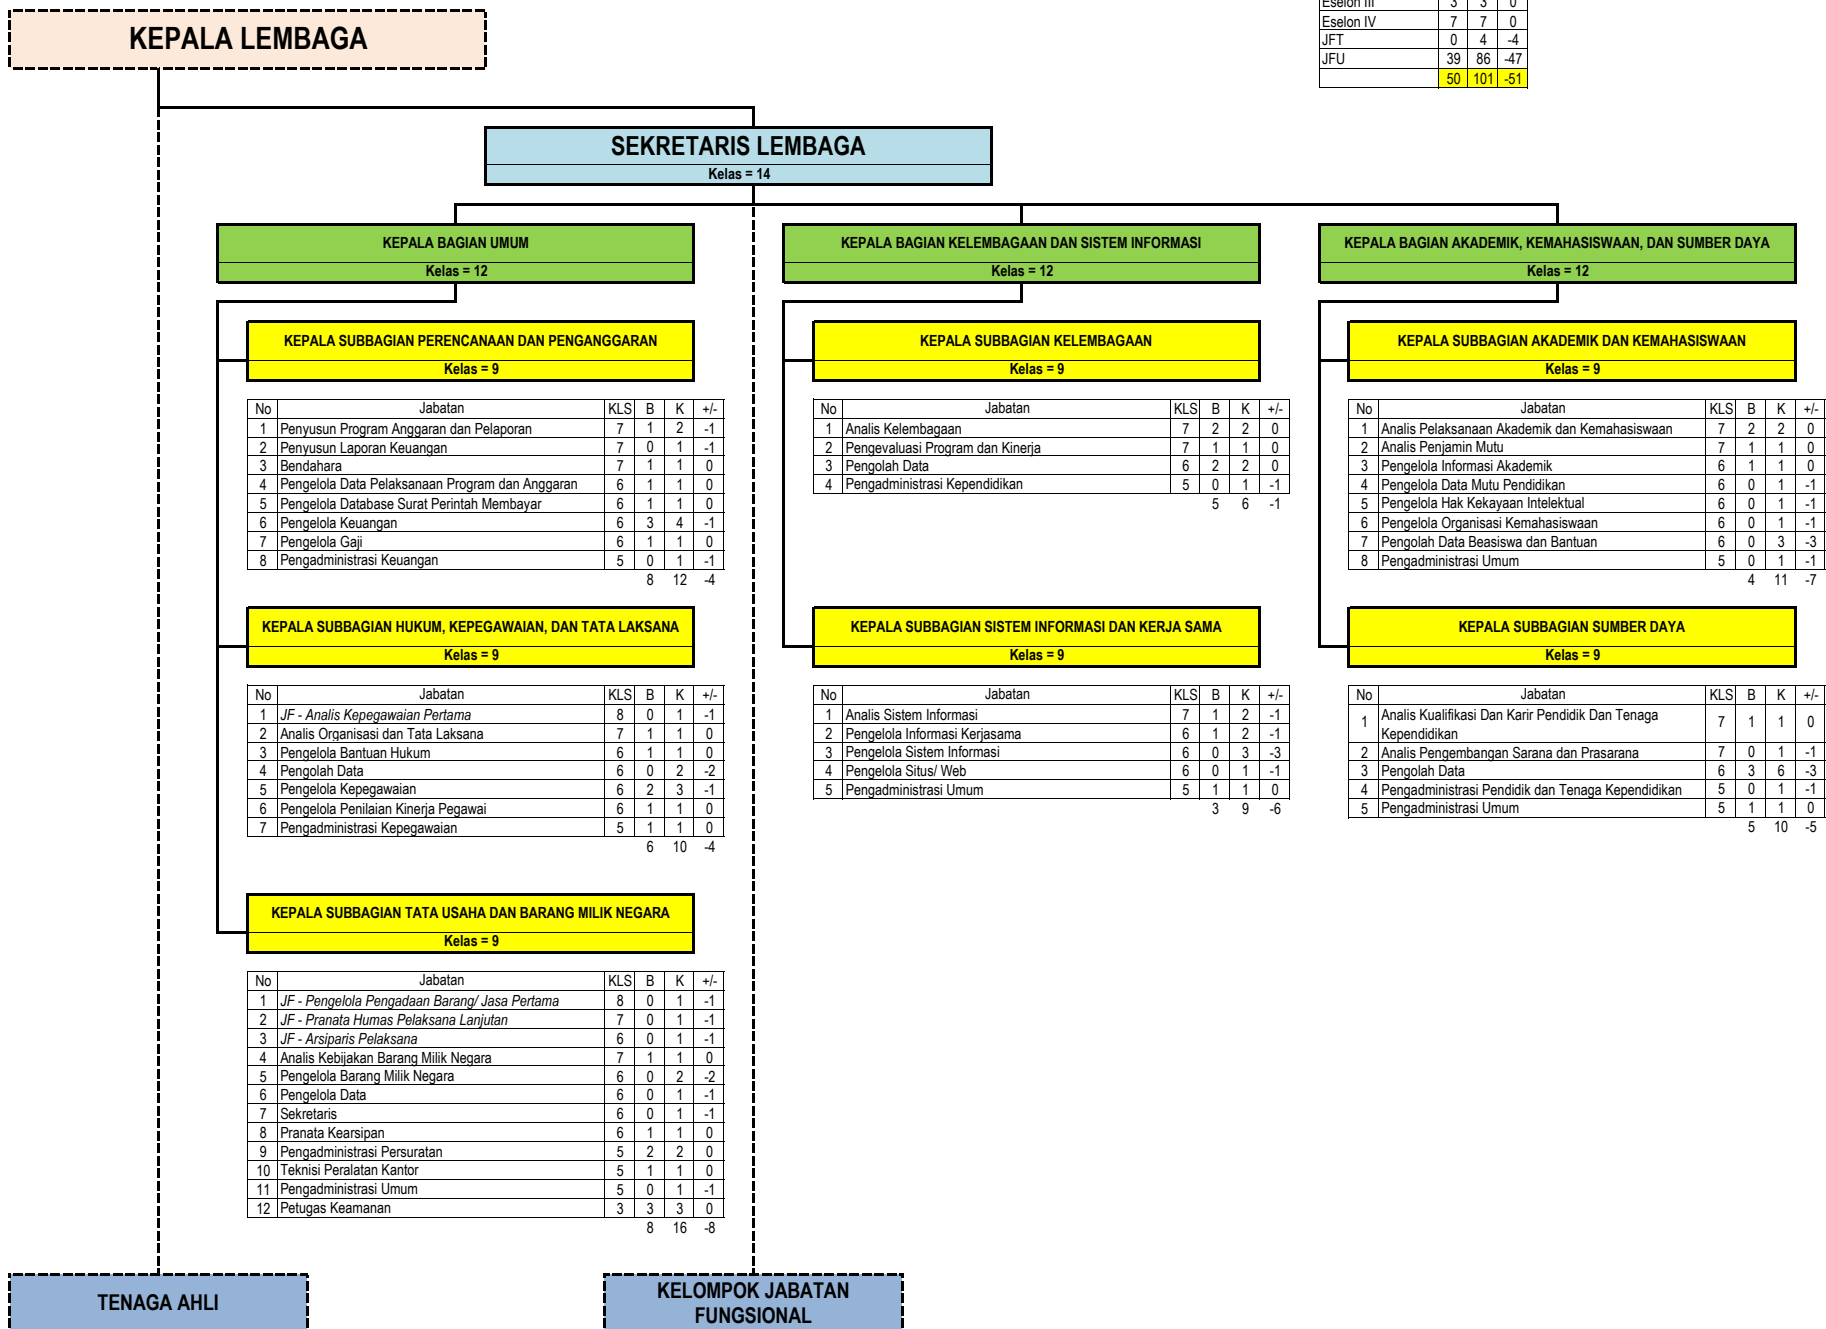 KEPALA LEMBAGA
Eselon III 3 3 0
Eselon IV 7 7 0
JFT 0 4 -4
JFU 39 86 -47
50 101 -51
SEKRETARIS LEMBAGA
Kelas = 14
KEPALA BAGIAN UMUM
Kelas = 12
KEPALA SUBBAGIAN PERENCANAAN DAN PENGANGGARAN
Kelas = 9
No Jabatan KLS B K +/-
1 Penyusun Program Anggaran dan Pelaporan 7 1 2 -1
2 Penyusun Laporan Keuangan 7 0 1 -1
3 Bendahara 7 1 1 0
4 Pengelola Data Pelaksanaan Program dan Anggaran 6 1 1 0
5 Pengelola Database Surat Perintah Membayar 6 1 1 0
6 Pengelola Keuangan 6 3 4 -1
7 Pengelola Gaji 6 1 1 0
8 Pengadministrasi Keuangan 5 0 1 -1
8 12 -4
KEPALA SUBBAGIAN HUKUM, KEPEGAWAIAN, DAN TATA LAKSANA
Kelas = 9
No Jabatan KLS B K +/-
1 JF - Analis Kepegawaian Pertama 8 0 1 -1
2 Analis Organisasi dan Tata Laksana 7 1 1 0
3 Pengelola Bantuan Hukum 6 1 1 0
4 Pengolah Data 6 0 2 -2
5 Pengelola Kepegawaian 6 2 3 -1
6 Pengelola Penilaian Kinerja Pegawai 6 1 1 0
7 Pengadministrasi Kepegawaian 5 1 1 0
6 10 -4
KEPALA SUBBAGIAN TATA USAHA DAN BARANG MILIK NEGARA
Kelas = 9
No Jabatan KLS B K +/-
1 JF - Pengelola Pengadaan Barang/ Jasa Pertama 8 0 1 -1
2 JF - Pranata Humas Pelaksana Lanjutan 7 0 1 -1
3 JF - Arsiparis Pelaksana 6 0 1 -1
4 Analis Kebijakan Barang Milik Negara 7 1 1 0
5 Pengelola Barang Milik Negara 6 0 2 -2
6 Pengelola Data 6 0 1 -1
7 Sekretaris 6 0 1 -1
8 Pranata Kearsipan 6 1 1 0
9 Pengadministrasi Persuratan 5 2 2 0
10 Teknisi Peralatan Kantor 5 1 1 0
11 Pengadministrasi Umum 5 0 1 -1
12 Petugas Keamanan 3 3 3 0
8 16 -8
KEPALA BAGIAN KELEMBAGAAN DAN SISTEM INFORMASI
Kelas = 12
KEPALA SUBBAGIAN KELEMBAGAAN
Kelas = 9
No Jabatan KLS B K +/-
1 Analis Kelembagaan 7 2 2 0
2 Pengevaluasi Program dan Kinerja 7 1 1 0
3 Pengolah Data 6 2 2 0
4 Pengadministrasi Kependidikan 5 0 1 -1
5 6 -1
KEPALA SUBBAGIAN SISTEM INFORMASI DAN KERJA SAMA
Kelas = 9
No Jabatan KLS B K +/-
1 Analis Sistem Informasi 7 1 2 -1
2 Pengelola Informasi Kerjasama 6 1 2 -1
3 Pengelola Sistem Informasi 6 0 3 -3
4 Pengelola Situs/ Web 6 0 1 -1
5 Pengadministrasi Umum 5 1 1 0
3 9 -6
KEPALA BAGIAN AKADEMIK, KEMAHASISWAAN, DAN SUMBER DAYA
Kelas = 12
KEPALA SUBBAGIAN AKADEMIK DAN KEMAHASISWAAN
Kelas = 9
No Jabatan KLS B K +/-
1 Analis Pelaksanaan Akademik dan Kemahasiswaan 7 2 2 0
2 Analis Penjamin Mutu 7 1 1 0
3 Pengelola Informasi Akademik 6 1 1 0
4 Pengelola Data Mutu Pendidikan 6 0 1 -1
5 Pengelola Hak Kekayaan Intelektual 6 0 1 -1
6 Pengelola Organisasi Kemahasiswaan 6 0 1 -1
7 Pengolah Data Beasiswa dan Bantuan 6 0 3 -3
8 Pengadministrasi Umum 5 0 1 -1
4 11 -7
KEPALA SUBBAGIAN SUMBER DAYA
Kelas = 9
No Jabatan KLS B K +/-
1 Analis Kualifikasi Dan Karir Pendidik Dan Tenaga
Kependidikan 7 1 1 0
2 Analis Pengembangan Sarana dan Prasarana 7 0 1 -1
3 Pengolah Data 6 3 6 -3
4 Pengadministrasi Pendidik dan Tenaga Kependidikan 5 0 1 -1
5 Pengadministrasi Umum 5 1 1 0
5 10 -5
TENAGA AHLI
KELOMPOK JABATAN
FUNGSIONAL